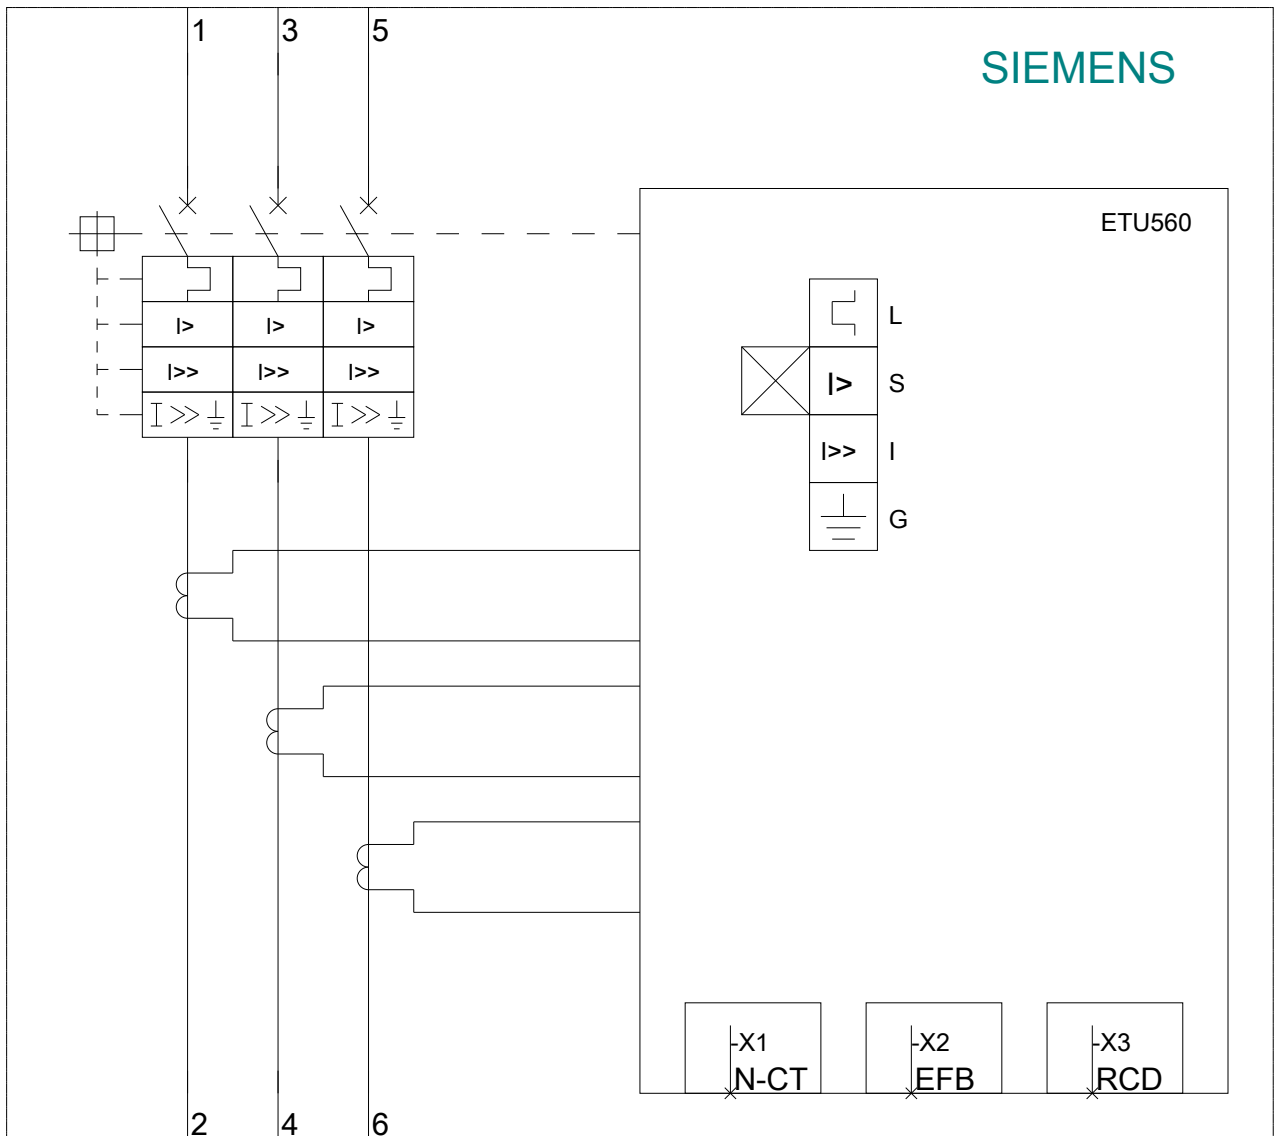 1 3 5
SIEMENS
ETU560
I> I> I>
I>> I>> I>>
I >> I >> I >>
L
I> S
I>> I
G
-X1 -X2 -X3
N-CT EFB RCD
2 4 6